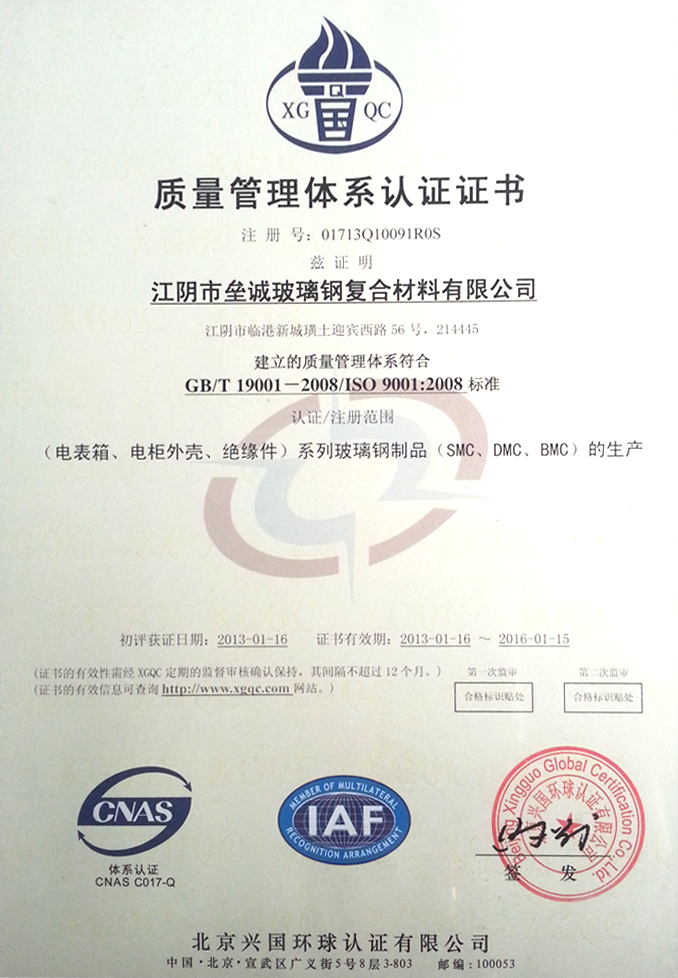 XG Q QC
国
质量管理体系认证证书
注 册 号：01713Q10091R0S
兹 证 明
江阴市垒诚玻璃钢复合材料有限公司
江阴市临港新城璜土迎宾西路 56 号，214445
建立的质量管理体系符合
GB/T 19001－2008/ISO 9001:2008 标准
认证/注册范围
（电表箱、电柜外壳、绝缘件）系列玻璃钢制品（SMC、DMC、BMC）的生产
初评获证日期：2013-01-16 证书有效期：2013-01-16 ～ 2016-01-15
(证书的有效性需经 XGQC 定期的监督审核确认保持，其间隔不超过 12 个月。) 第一次监审 第二次监审
(证书的有效信息可查询 http://www.xgqc.com 网站。) 合格标识贴处 合格标识贴处
CNAS
体系认证
CNAS C017-Q
MEMBER OF MULTILATERAL
IAF
RECOGNITION ARRANGEMENT
Beijing Xingguo Global Certification Co., Ltd.
兴国环球认证有限公司
签 发
北京兴国环球认证有限公司
中国·北京·宣武区广义街5号8层3-803 邮编:100053